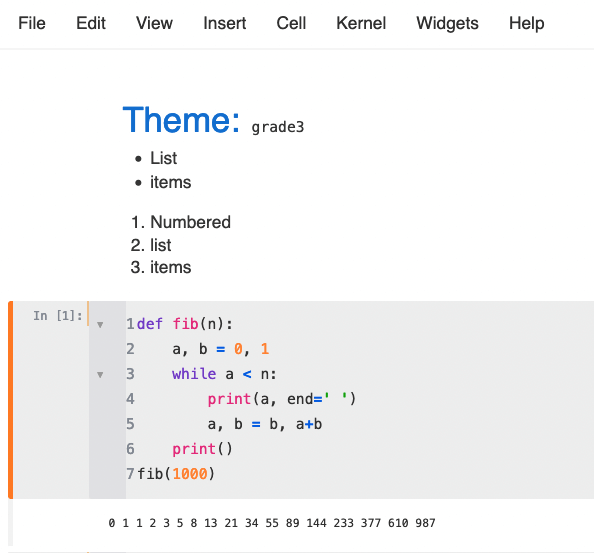 File Edit View Insert Cell Kernel Widgets Help
Theme: grade3
• List
• items
1. Numbered
2. list
3. items
In [1]:
1 def fib(n):
2     a, b = 0, 1
3     while a < n:
4         print(a, end=' ')
5         a, b = b, a+b
6     print()
7 fib(1000)
0 1 1 2 3 5 8 13 21 34 55 89 144 233 377 610 987